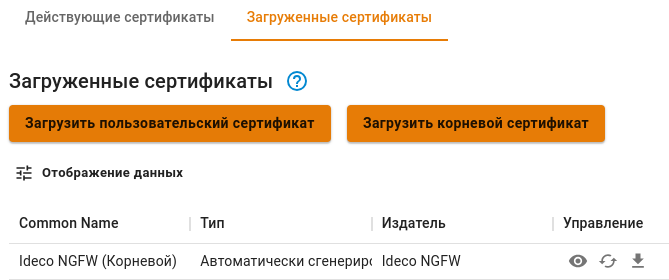 Действующие сертификаты Загруженные сертификаты
Загруженные сертификаты
Загрузить пользовательский сертификат Загрузить корневой сертификат
Отображение данных
Common Name Тип Издатель Управление
Ideco NGFW (Корневой) Автоматически сгенериро Ideco NGFW